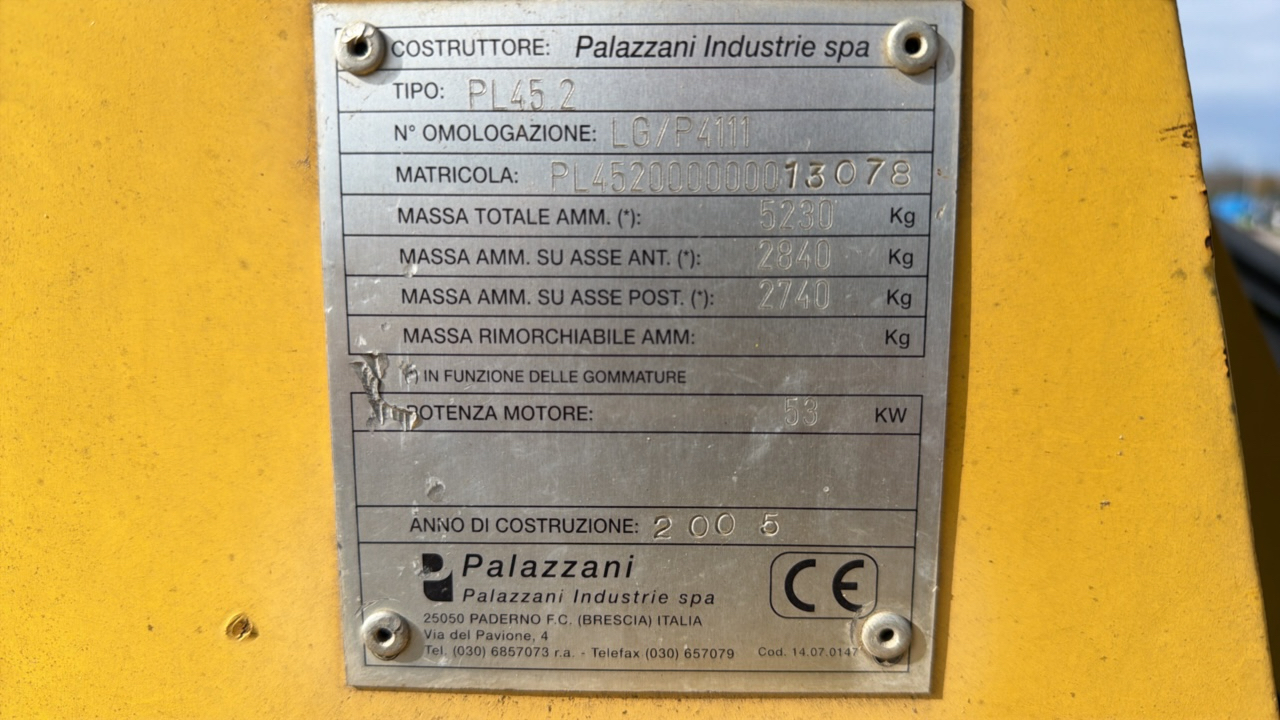 COSTRUTTORE: Palazzani Industrie spa
TIPO: PL45.2
N° OMOLOGAZIONE: LG/P4111
MATRICOLA: PL452000000013078
MASSA TOTALE AMM. (*): 5230 Kg
MASSA AMM. SU ASSE ANT. (*): 2840 Kg
MASSA AMM. SU ASSE POST. (*): 2740 Kg
MASSA RIMORCHIABILE AMM: Kg
(*) IN FUNZIONE DELLE GOMMATURE
POTENZA MOTORE: 53 KW
ANNO DI COSTRUZIONE: 2005
Palazzani
Palazzani Industrie spa
CE
25050 PADERNO F.C. (BRESCIA) ITALIA
Via del Pavione, 4
Tel. (030) 6857073 r.a. - Telefax (030) 657079 Cod. 14.07.0147